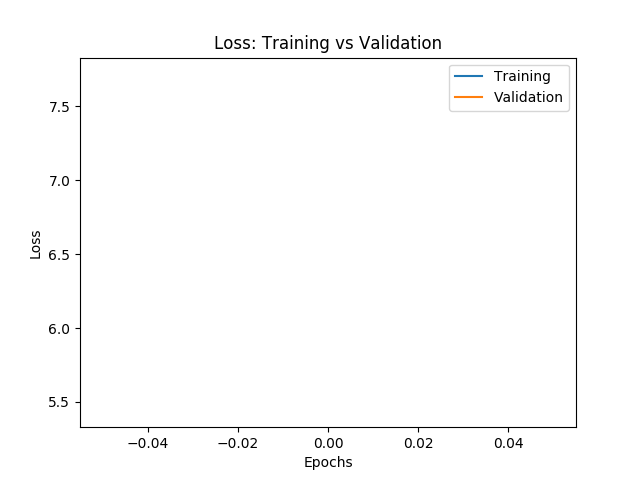 Loss: Training vs Validation
Training
Validation
7.5
7.0
6.5
6.0
5.5
Loss
−0.04
−0.02
0.00
0.02
0.04
Epochs